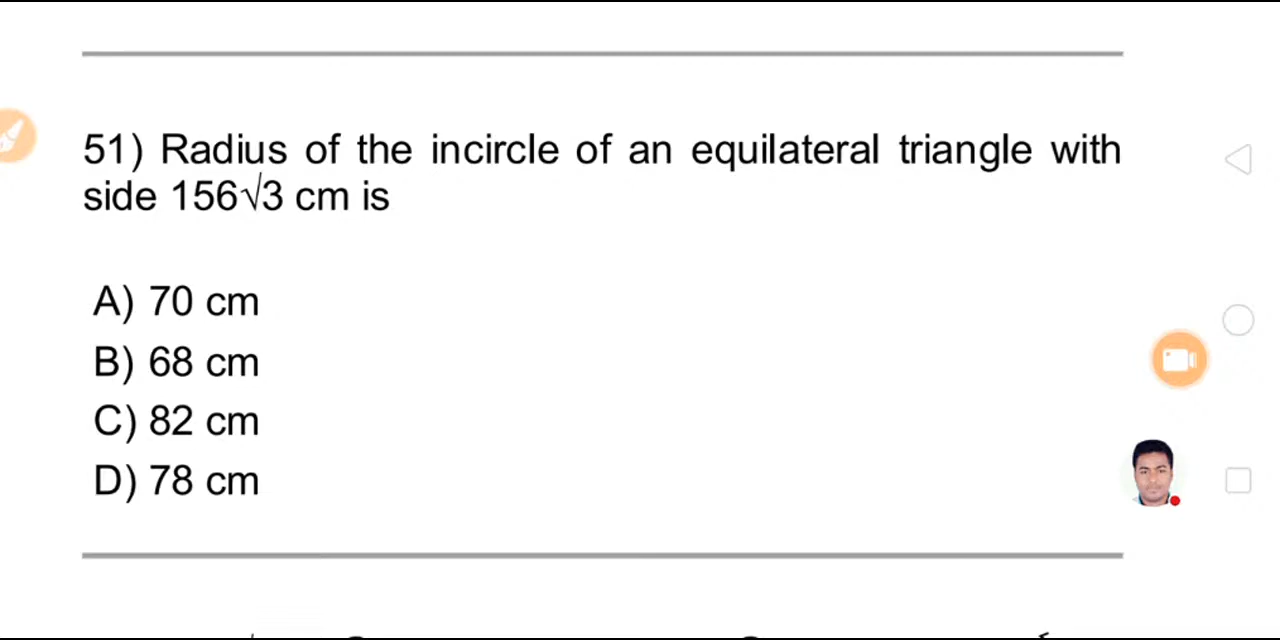 51) Radius of the incircle of an equilateral triangle with
side 156√3 cm is
A) 70 cm
B) 68 cm
C) 82 cm
D) 78 cm